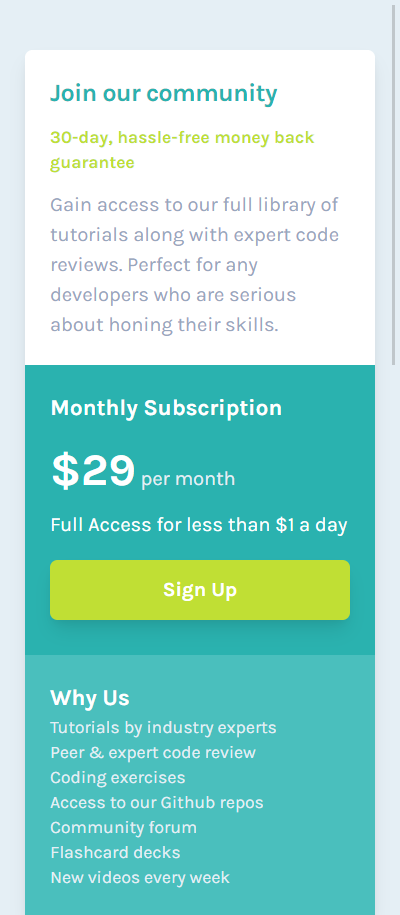 Join our community
30-day, hassle-free money back
guarantee
Gain access to our full library of
tutorials along with expert code
reviews. Perfect for any
developers who are serious
about honing their skills.
Monthly Subscription
$29 per month
Full Access for less than $1 a day
Sign Up
Why Us
Tutorials by industry experts
Peer & expert code review
Coding exercises
Access to our Github repos
Community forum
Flashcard decks
New videos every week